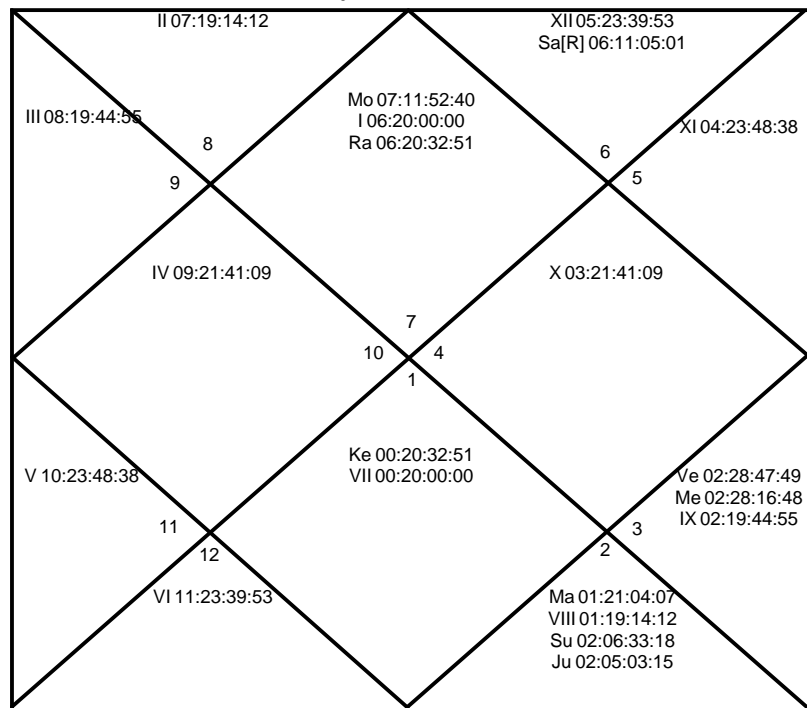 II 07:19:14:12
XII 05:23:39:53
Sa[R] 06:11:05:01
III 08:19:44:55
Mo 07:11:52:40
I 06:20:00:00
Ra 06:20:32:51
XI 04:23:48:38
8
6
9
5
IV 09:21:41:09
X 03:21:41:09
7
10
4
1
V 10:23:48:38
Ke 00:20:32:51
VII 00:20:00:00
Ve 02:28:47:49
Me 02:28:16:48
IX 02:19:44:55
11
3
12
2
VI 11:23:39:53
Ma 01:21:04:07
VIII 01:19:14:12
Su 02:06:33:18
Ju 02:05:03:15